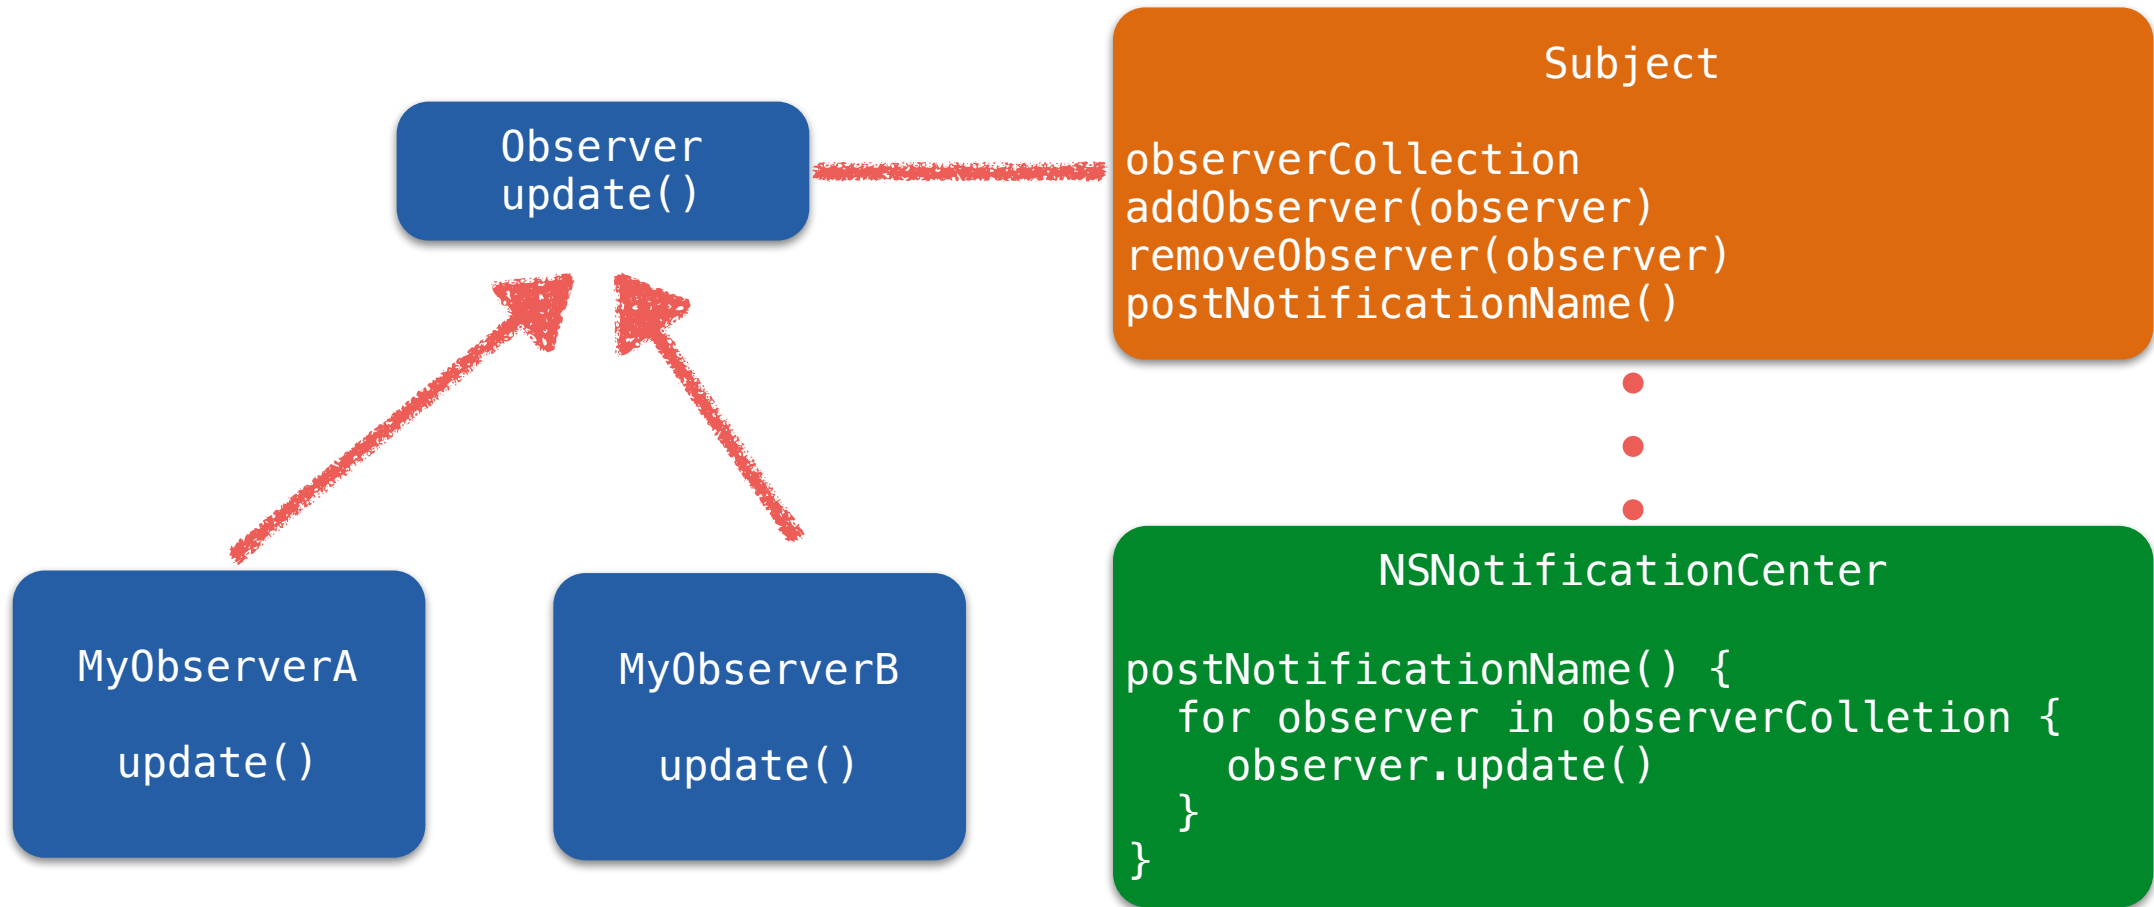 Observer
update()
Subject
observerCollection
addObserver(observer)
removeObserver(observer)
postNotificationName()
MyObserverA
update()
MyObserverB
update()
NSNotificationCenter
postNotificationName() {
  for observer in observerColletion {
    observer.update()
  }
}